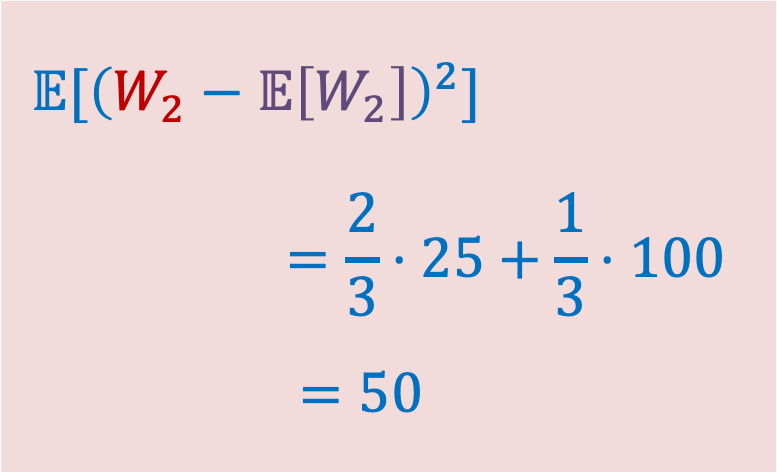 𝔼[(W₂ − 𝔼[W₂])²]
= 2/3 · 25 + 1/3 · 100
= 50